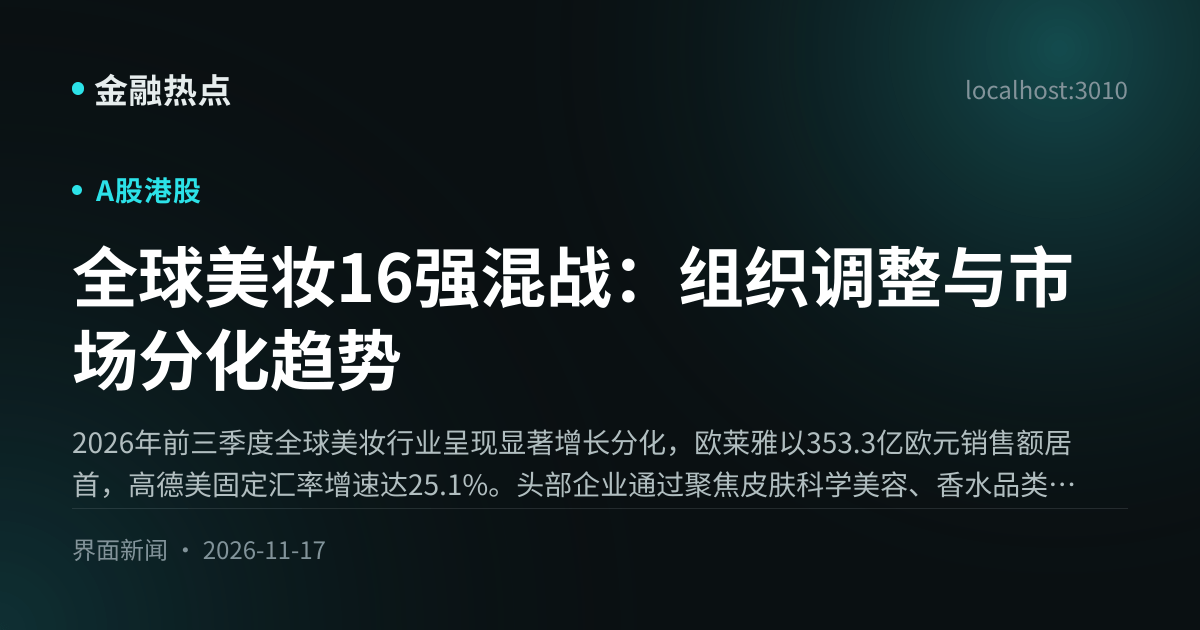 金融热点
localhost:3010
A股港股
全球美妆16强混战：组织调整与市
场分化趋势
2026年前三季度全球美妆行业呈现显著增长分化，欧莱雅以353.3亿欧元销售额居
首，高德美固定汇率增速达25.1%。头部企业通过聚焦皮肤科学美容、香水品类…
界面新闻 • 2026-11-17